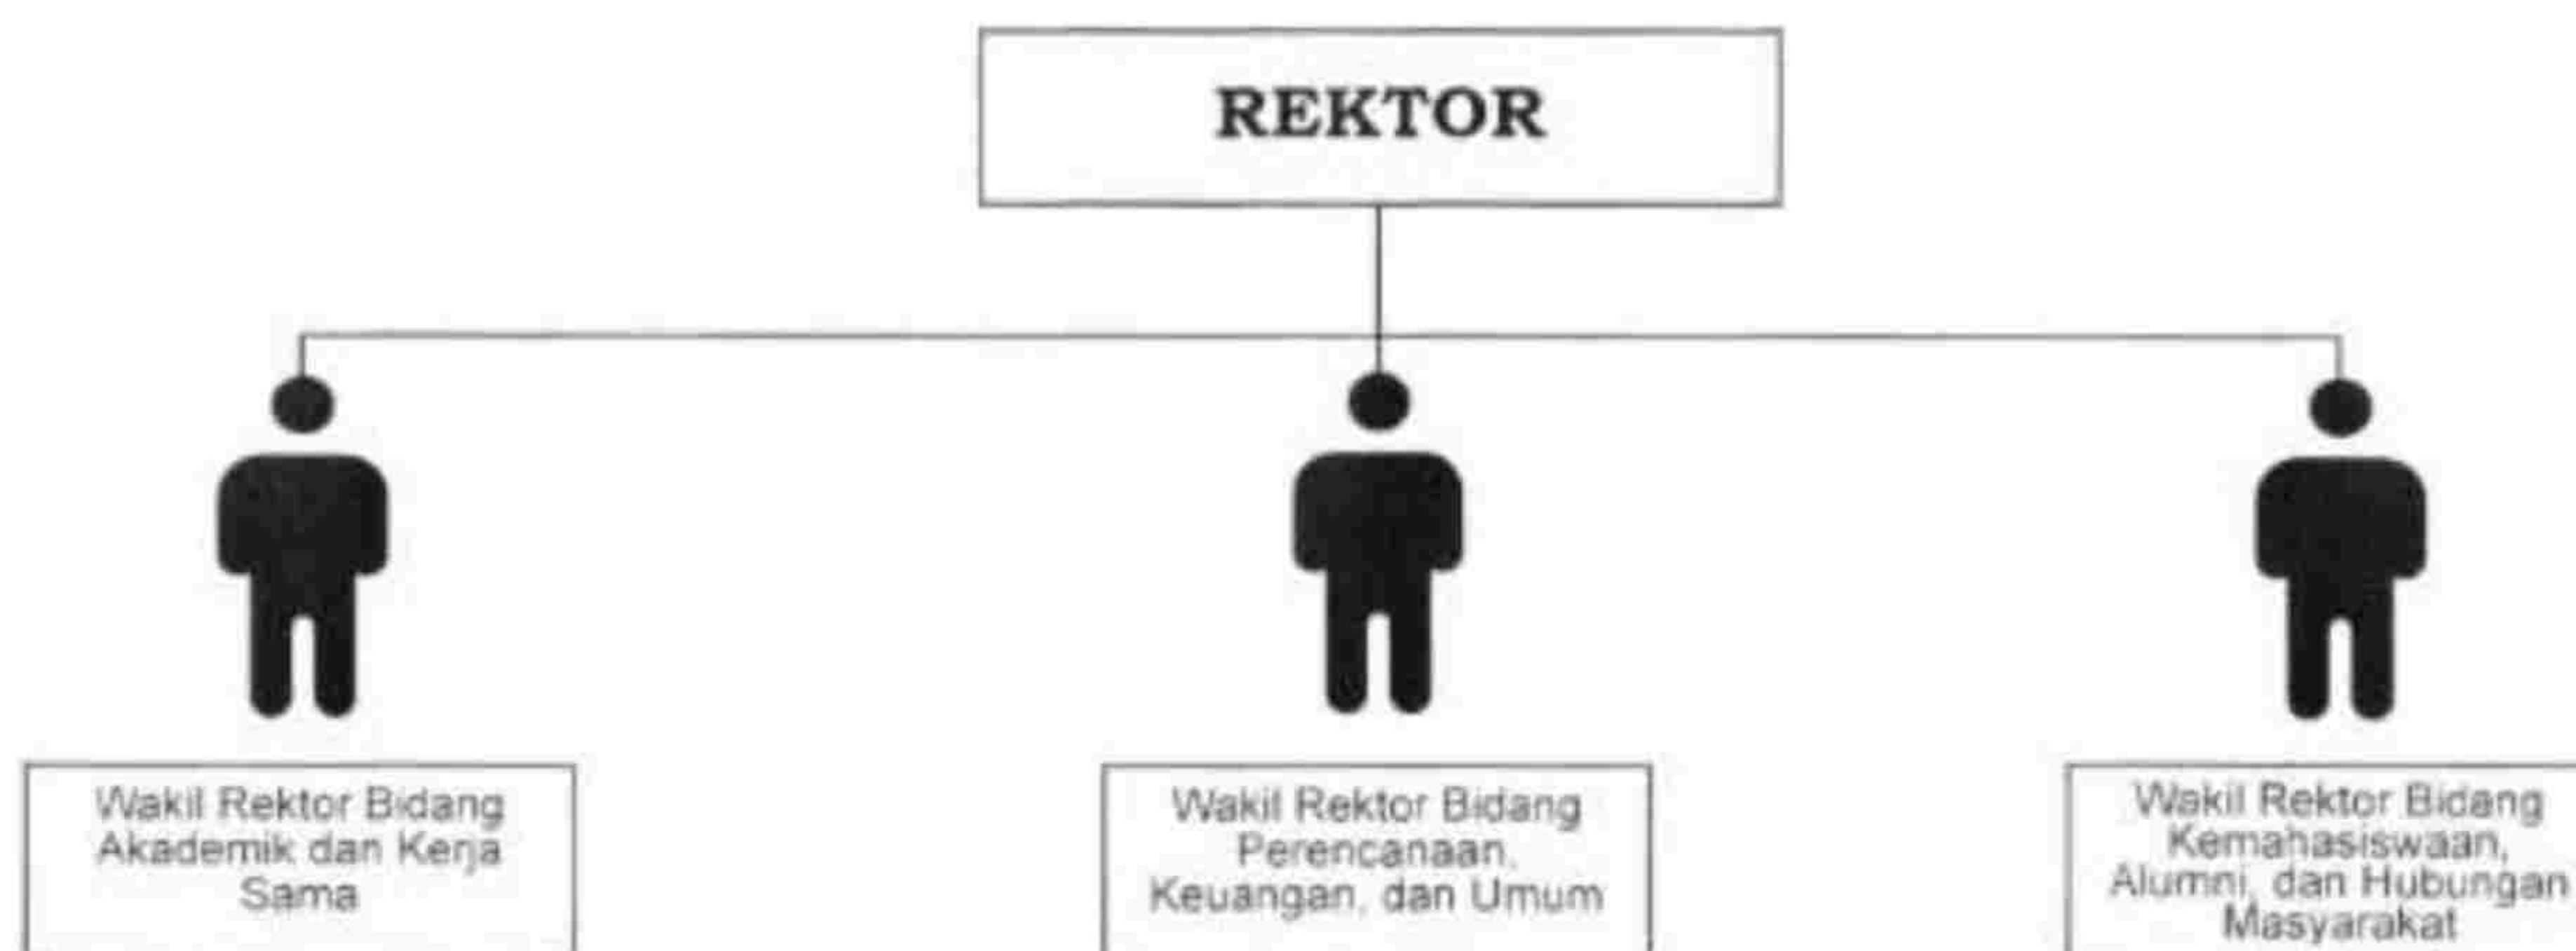 REKTOR
Wakil Rektor Bidang
Akademik dan Kerja
Sama
Wakil Rektor Bidang
Perencanaan,
Keuangan, dan Umum
Wakil Rektor Bidang
Kemahasiswaan,
Alumni, dan Hubungan
Masyarakat